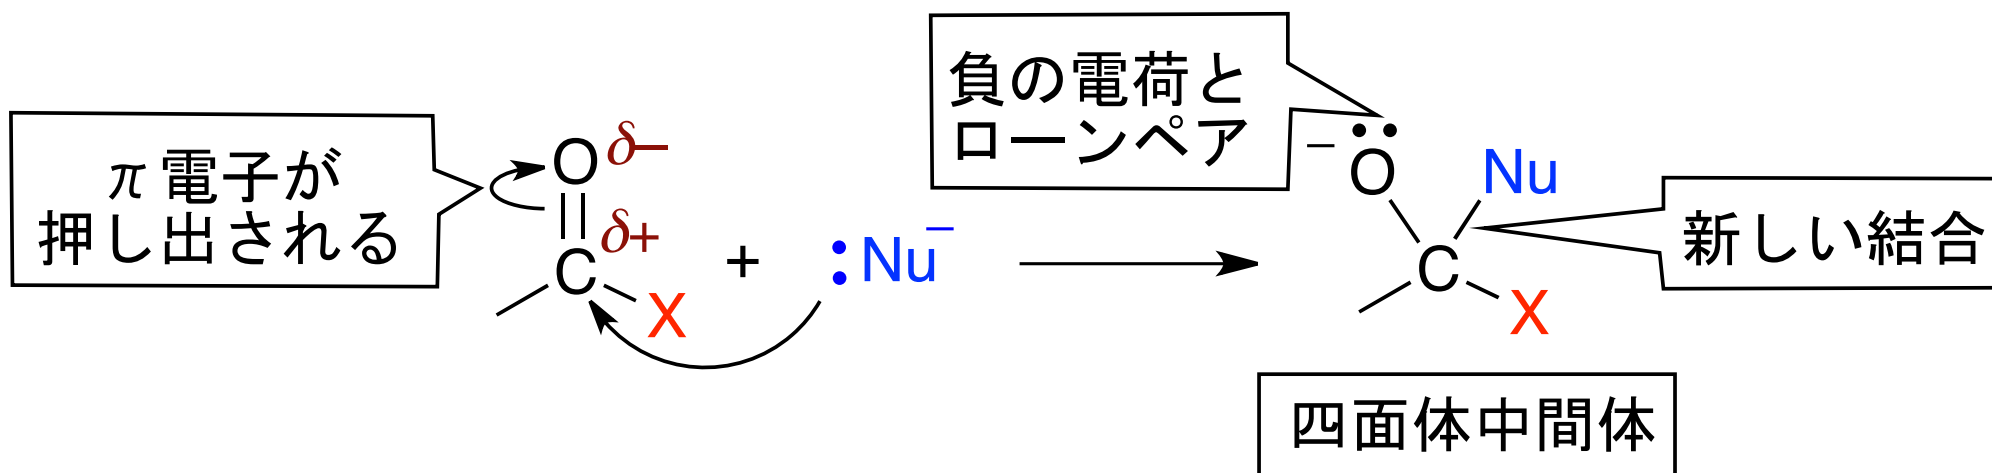 π電子が
押し出される
O δ−
C δ+
X
+
:Nu−
負の電荷と
ローンペア
−
O
Nu
C
X
新しい結合
四面体中間体